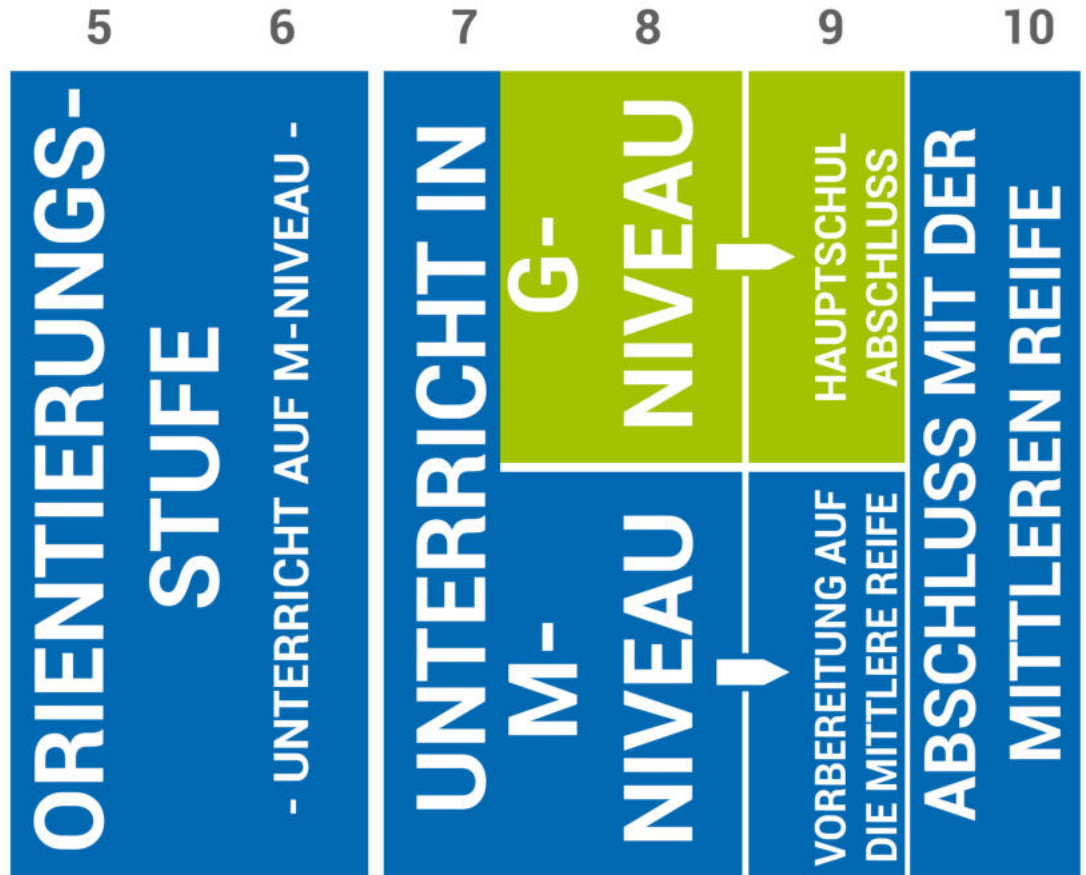 5 6 7 8 9 10
ORIENTIERUNGS-
STUFE
- UNTERRICHT AUF M-NIVEAU -
UNTERRICHT IN
M-
NIVEAU
G-
NIVEAU
VORBEREITUNG AUF
DIE MITTLERE REIFE
HAUPTSCHUL
ABSCHLUSS
ABSCHLUSS MIT DER
MITTLEREN REIFE